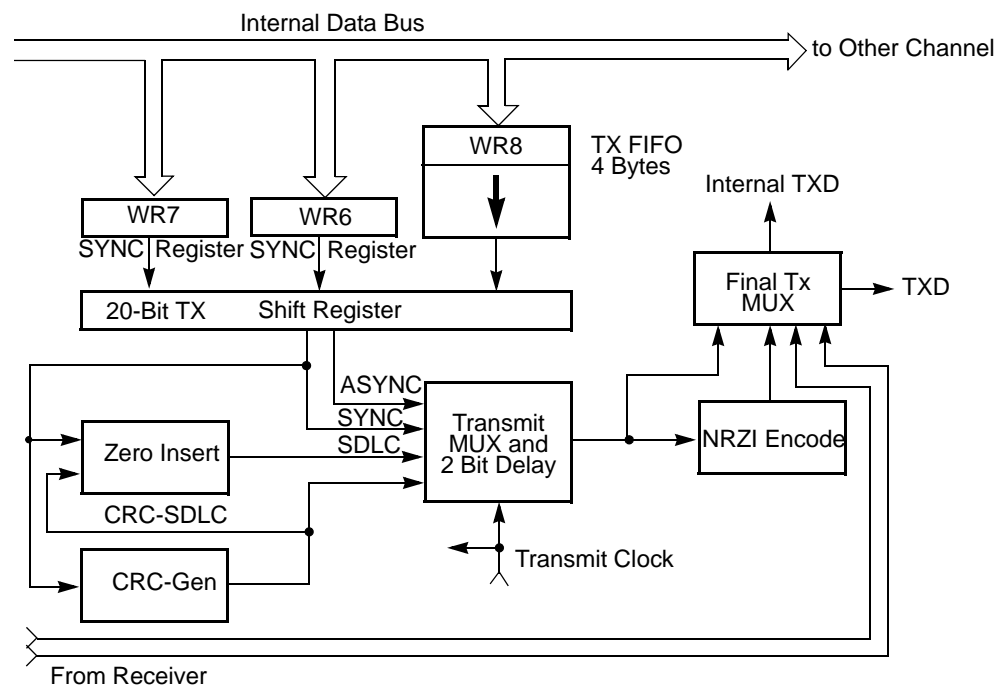 Internal Data Bus
to Other Channel
WR8
TX FIFO
4 Bytes
Internal TXD
WR7
WR6
SYNC Register
SYNC Register
Final Tx
MUX
TXD
20-Bit TX
Shift Register
ASYNC
SYNC
SDLC
Transmit
MUX and
2 Bit Delay
NRZI Encode
Zero Insert
CRC-SDLC
Transmit Clock
CRC-Gen
From Receiver